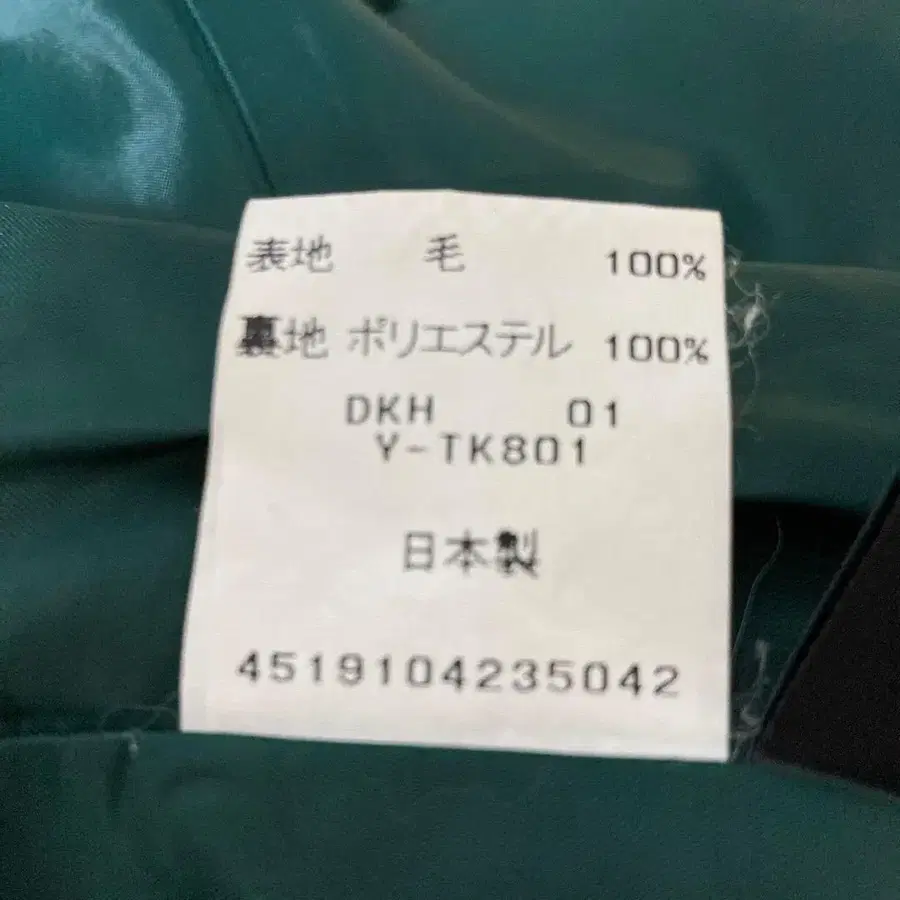 表地 毛 100%
裏地 ポリエステル 100%
DKH 01
Y-TK801
日本製
4519104235042